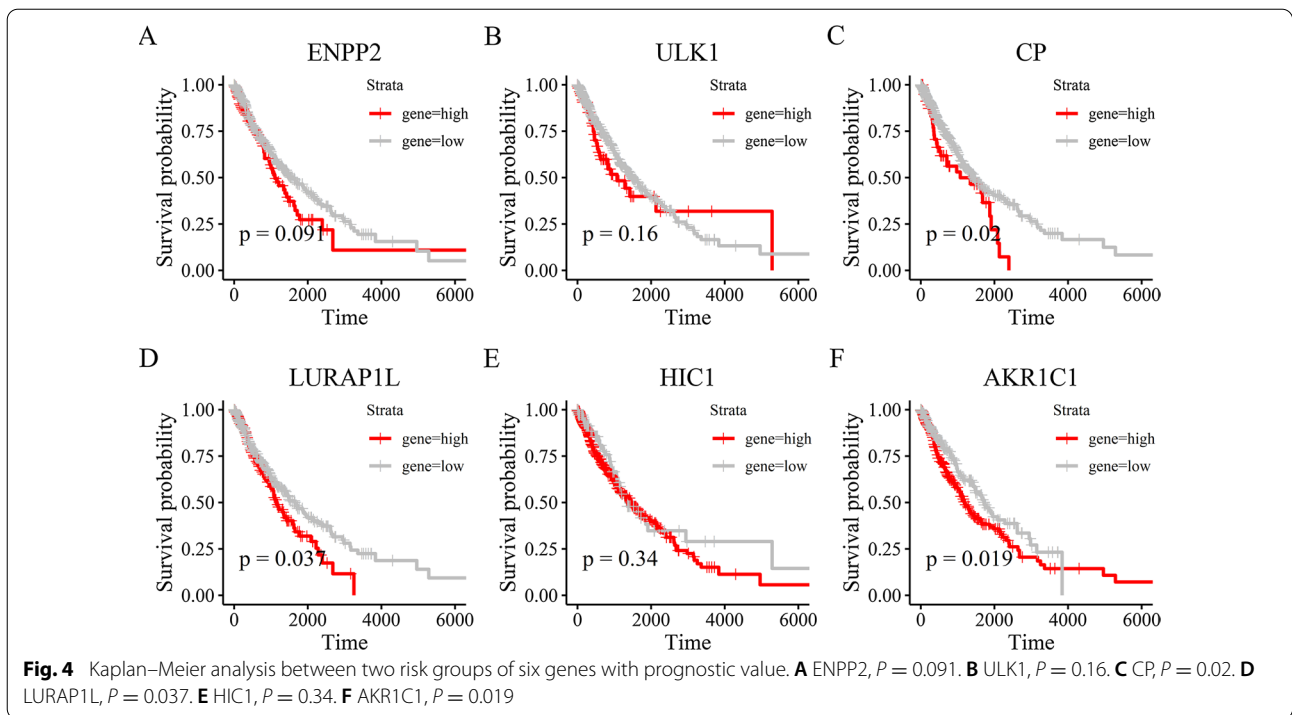 A
ENPP2
Survival probability
1.00
0.75
0.50
0.25
0.00
Strata
gene=high
gene=low
p = 0.091
0 2000 4000 6000
Time
B
ULK1
Survival probability
1.00
0.75
0.50
0.25
0.00
Strata
gene=high
gene=low
p = 0.16
0 2000 4000 6000
Time
C
CP
Survival probability
1.00
0.75
0.50
0.25
0.00
Strata
gene=high
gene=low
p = 0.02
0 2000 4000 6000
Time
D
LURAP1L
Survival probability
1.00
0.75
0.50
0.25
0.00
Strata
gene=high
gene=low
p = 0.037
0 2000 4000 6000
Time
E
HIC1
Survival probability
1.00
0.75
0.50
0.25
0.00
Strata
gene=high
gene=low
p = 0.34
0 2000 4000 6000
Time
F
AKR1C1
Survival probability
1.00
0.75
0.50
0.25
0.00
Strata
gene=high
gene=low
p = 0.019
0 2000 4000 6000
Time
Fig. 4 Kaplan–Meier analysis between two risk groups of six genes with prognostic value. A ENPP2, P = 0.091. B ULK1, P = 0.16. C CP, P = 0.02. D
LURAP1L, P = 0.037. E HIC1, P = 0.34. F AKR1C1, P = 0.019